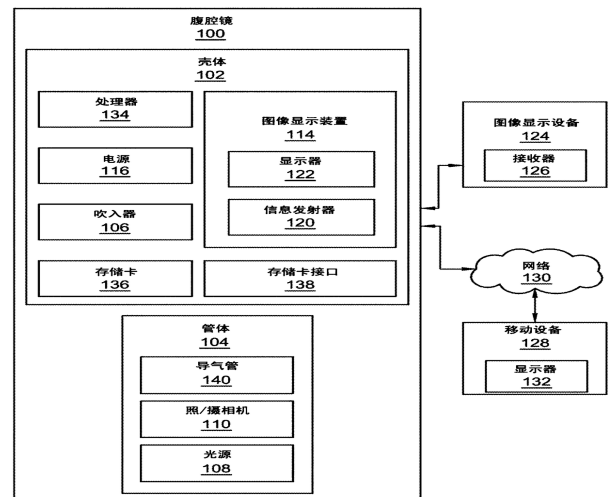 腹腔镜
100
壳体
102
处理器
134
电源
116
吹入器
106
存储卡
136
图像显示装置
114
显示器
122
信息发射器
120
存储卡接口
138
管体
104
导气管
140
照/摄相机
110
光源
108
图像显示设备
124
接收器
126
网络
130
移动设备
128
显示器
132